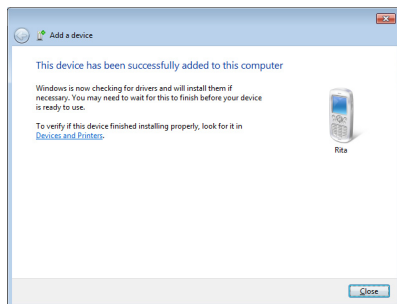 Add a device
This device has been successfully added to this computer
Windows is now checking for drivers and will install them if
necessary. You may need to wait for this to finish before your device
is ready to use.
To verify if this device finished installing properly, look for it in
Devices and Printers.
Rita
Close